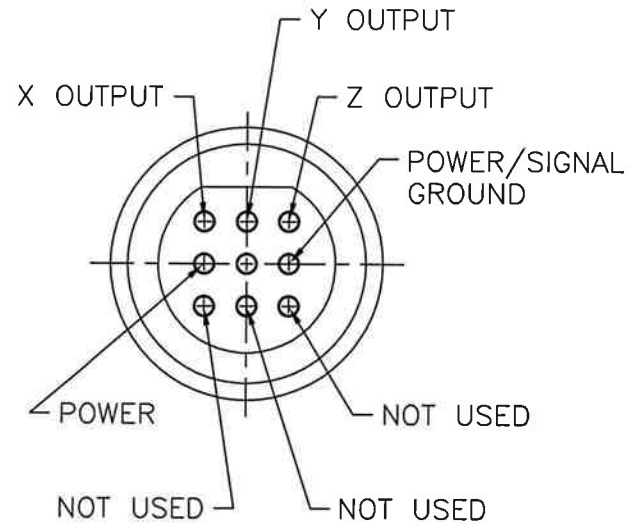 Y OUTPUT
X OUTPUT
Z OUTPUT
POWER/SIGNAL
GROUND
POWER
NOT USED
NOT USED
NOT USED